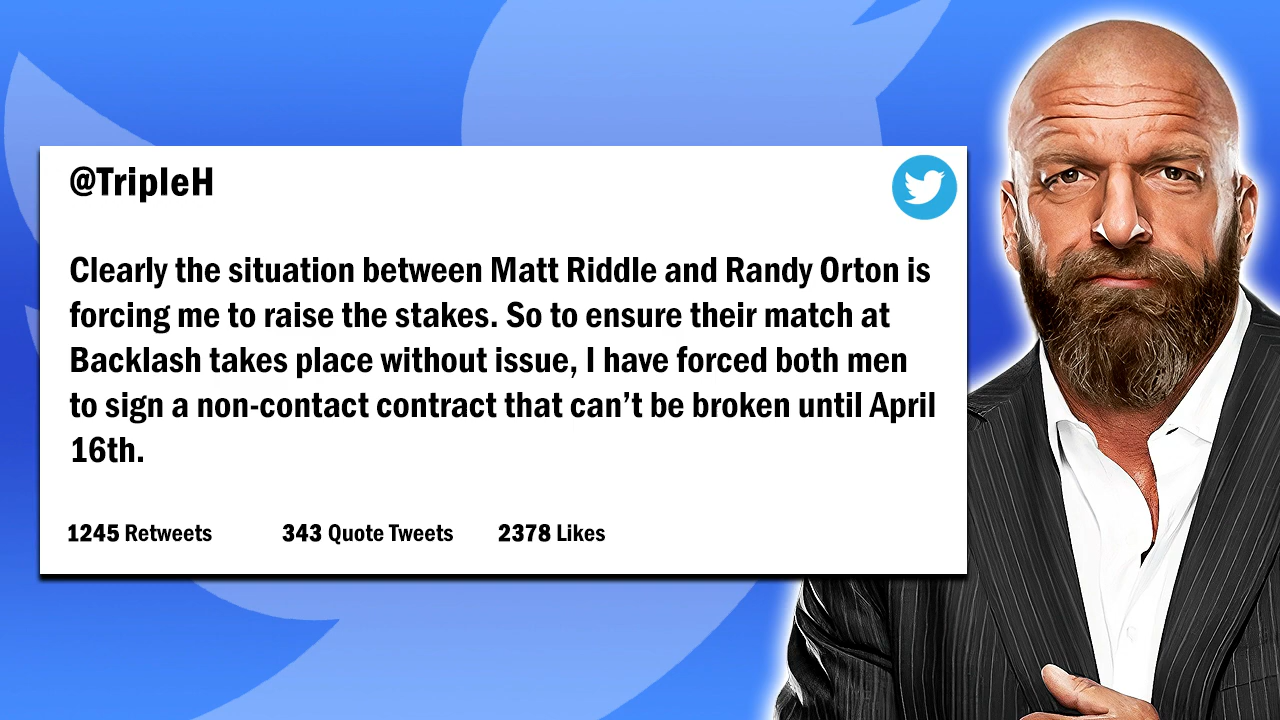 @TripleH
Clearly the situation between Matt Riddle and Randy Orton is
forcing me to raise the stakes. So to ensure their match at
Backlash takes place without issue, I have forced both men
to sign a non-contact contract that can’t be broken until April
16th.
1245 Retweets 343 Quote Tweets 2378 Likes